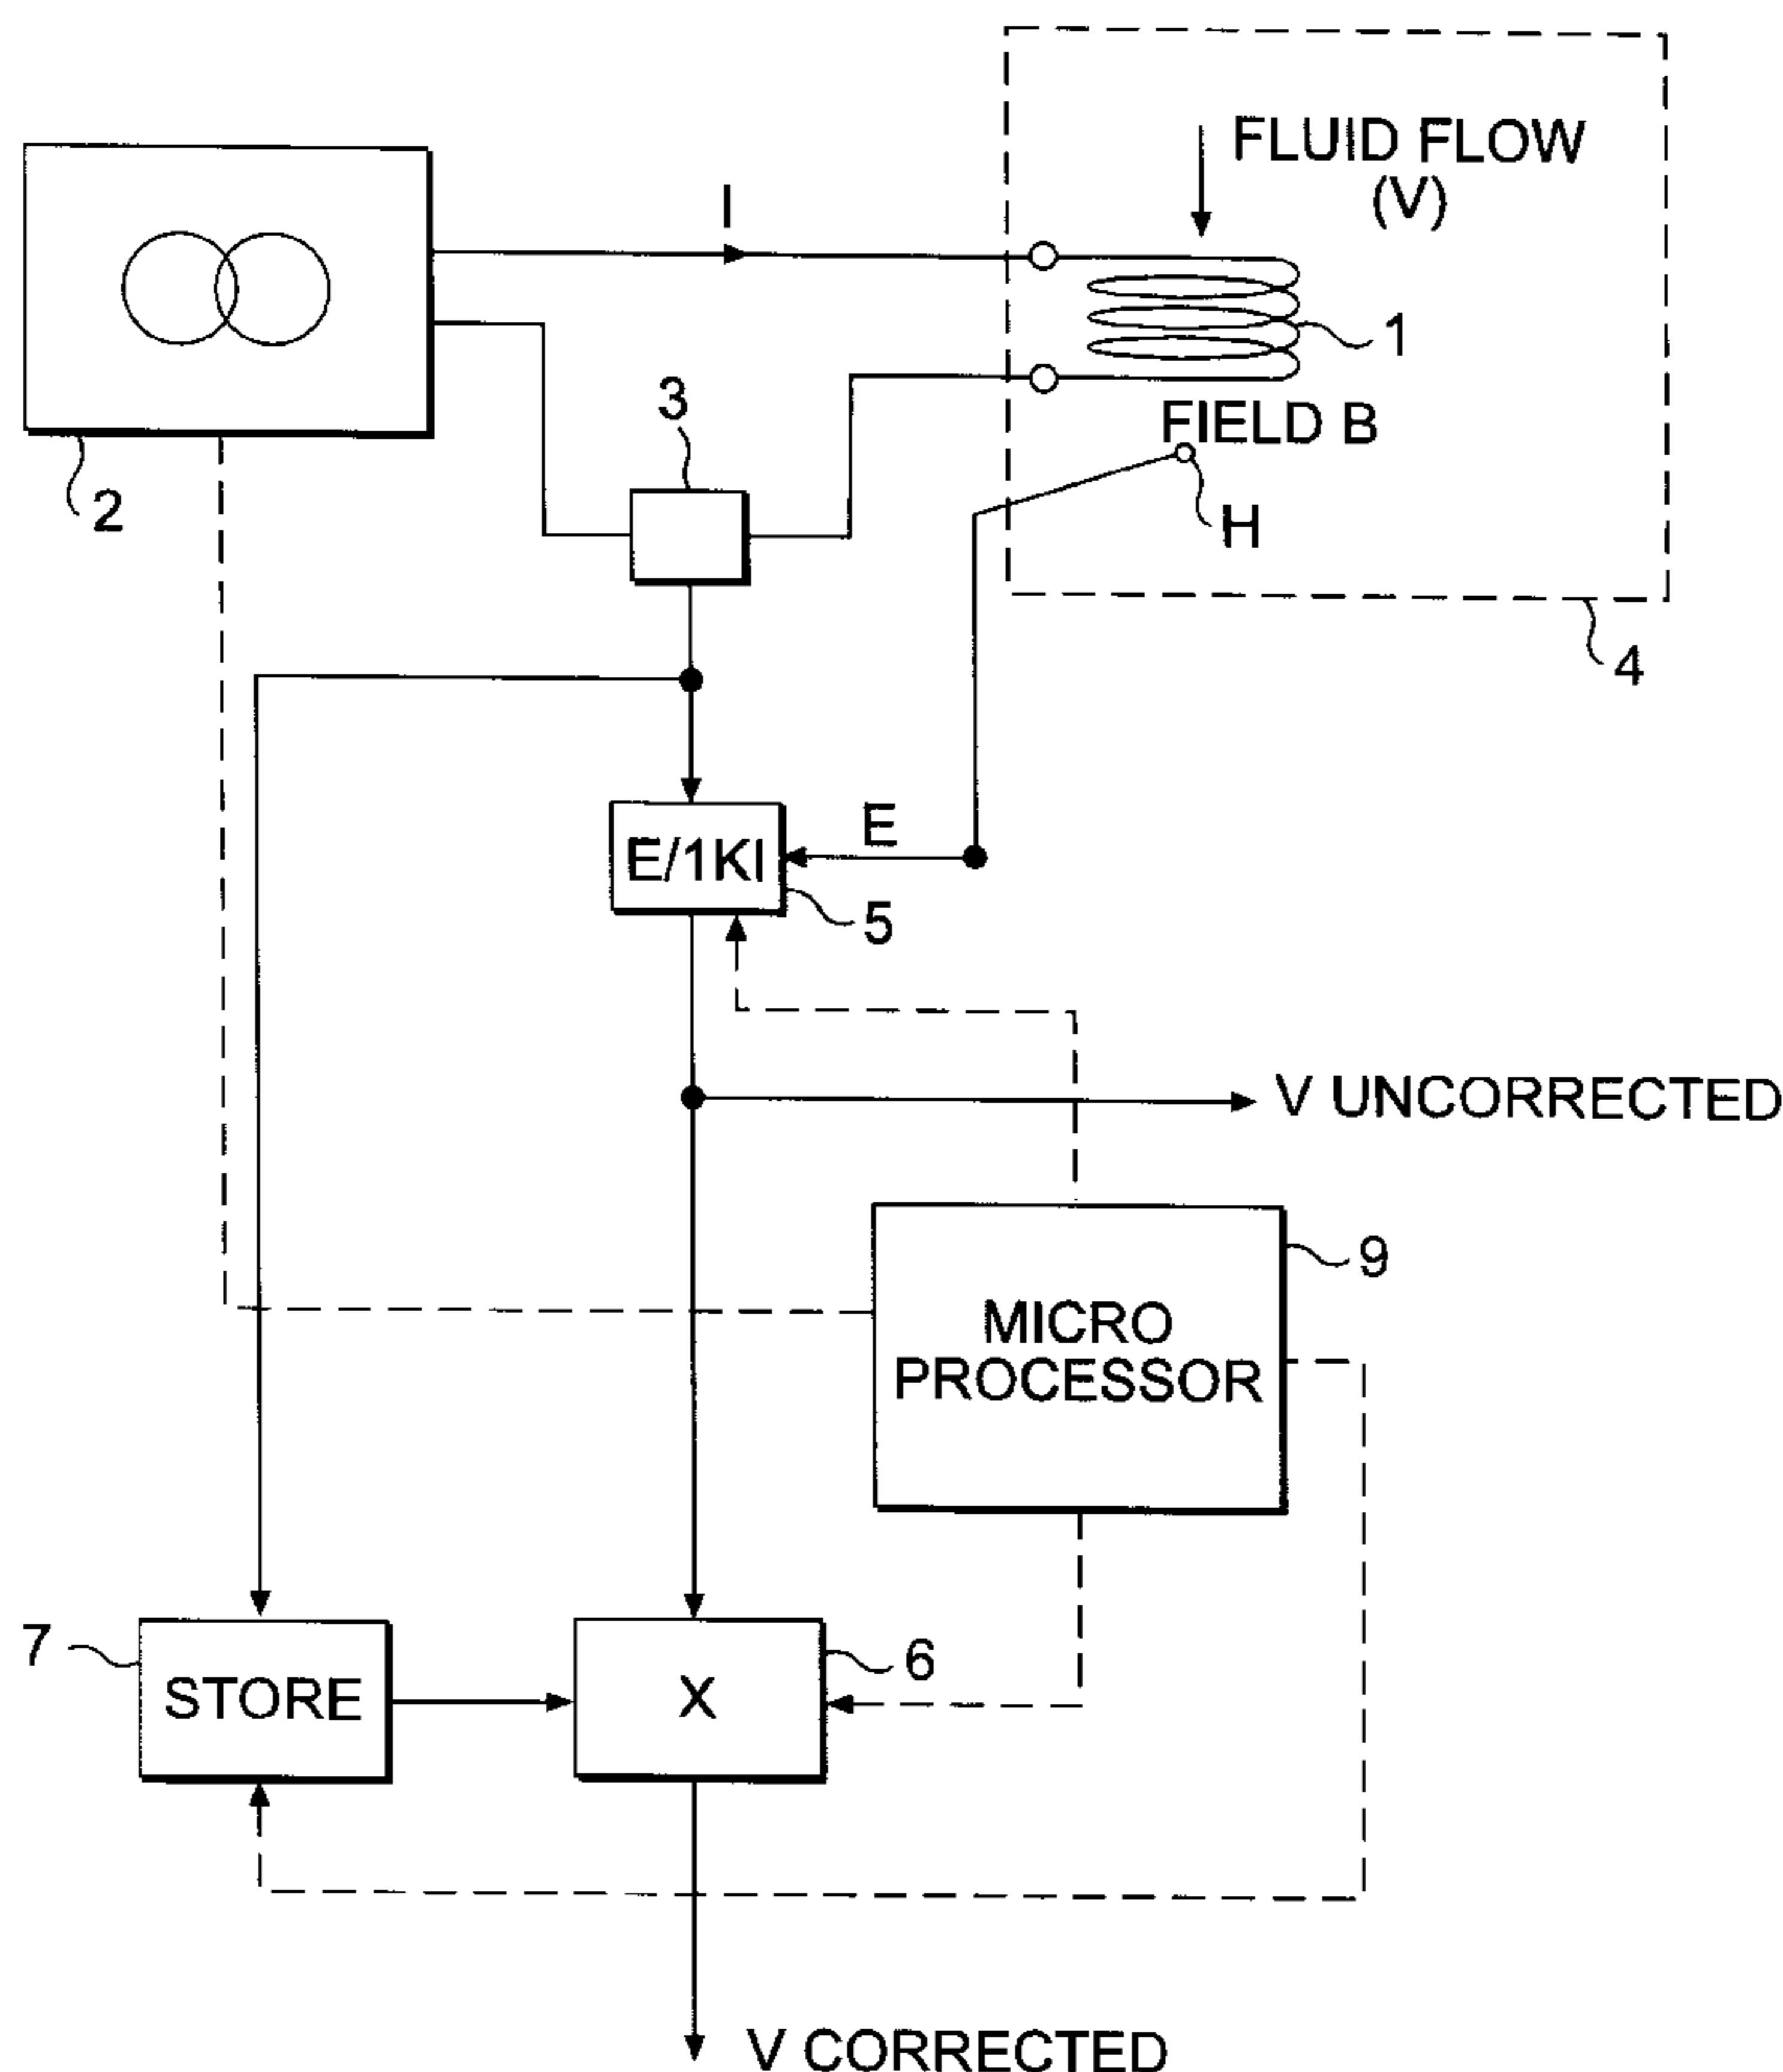 FLUID FLOW
(V)
I
1
3
FIELD B
2
H
4
E
E/1KI
5
V UNCORRECTED
9
MICRO
PROCESSOR
7
6
STORE
X
V CORRECTED